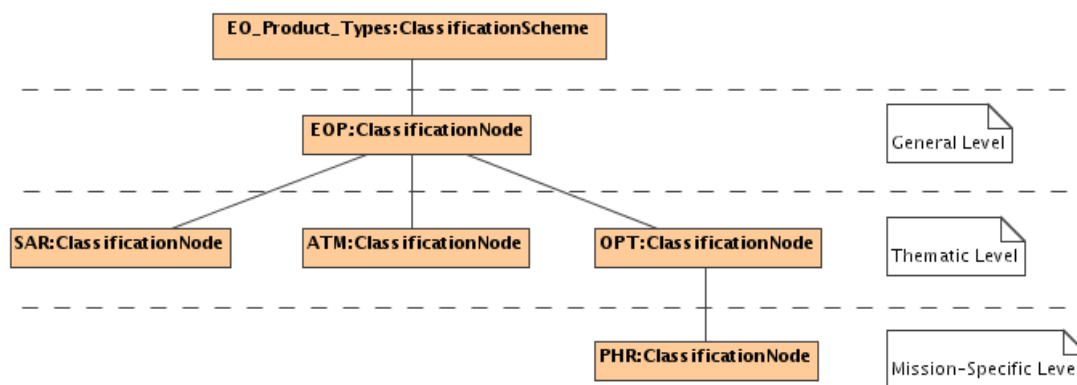 EO_Product_Types:ClassificationScheme
EOP:ClassificationNode
General Level
SAR:ClassificationNode
ATM:ClassificationNode
OPT:ClassificationNode
Thematic Level
PHR:ClassificationNode
Mission-Specific Leve